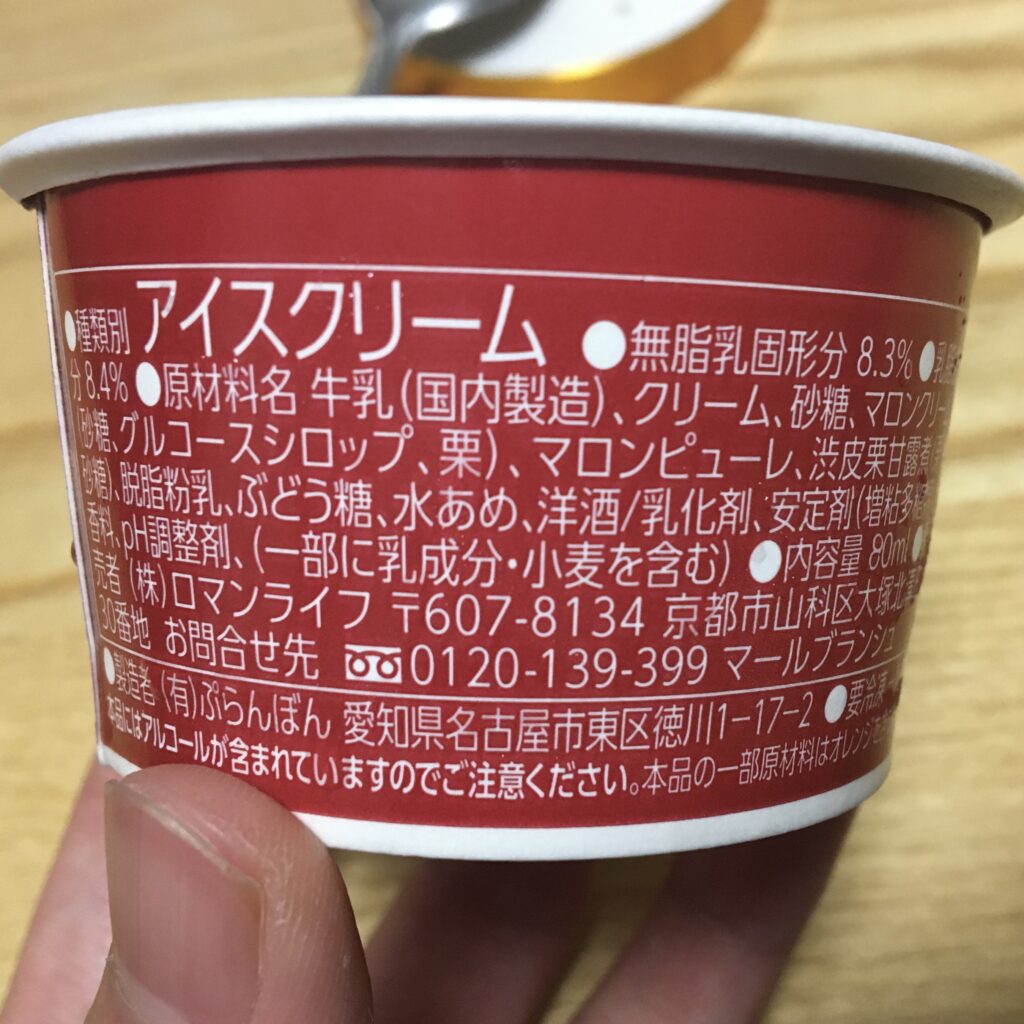 ●種類別 アイスクリーム ●無脂乳固形分 8.3% ●乳脂
分 8.4% ●原材料名 牛乳(国内製造)、クリーム、砂糖、マロンクリー
(砂糖、グルコースシロップ、栗)、マロンピューレ、渋皮栗甘露煮
砂糖)、脱脂粉乳、ぶどう糖、水あめ、洋酒/乳化剤、安定剤(増粘多糖
香料、pH調整剤、(一部に乳成分・小麦を含む) ●内容量 80ml ●
売者 (株)ロマンライフ 〒607-8134 京都市山科区大塚北溝
30番地 お問合せ先 0120-139-399 マールブランシュ
●製造者 (有)ぷらんぼん 愛知県名古屋市東区徳川1-17-2 ●要冷凍
本品にはアルコールが含まれていますのでご注意ください。本品の一部原材料はオレンジを